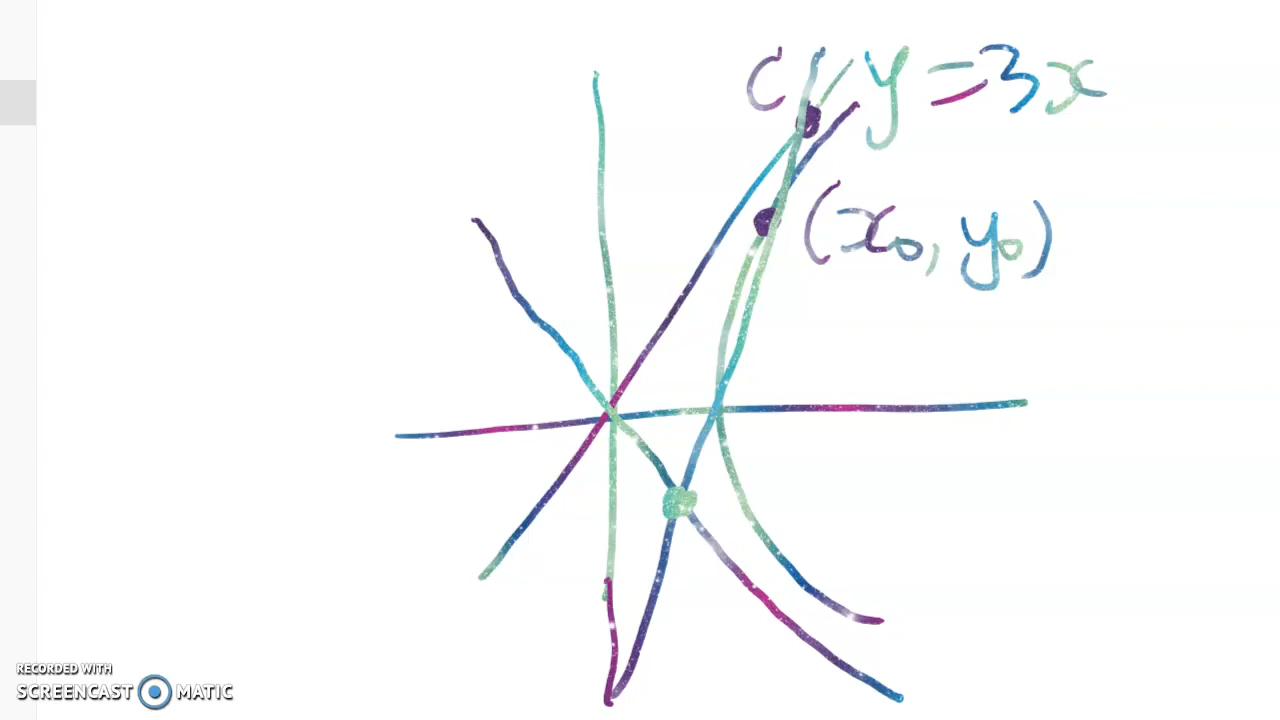 y=3x
(x₀, y₀)
RECORDED WITH
SCREENCAST MATIC